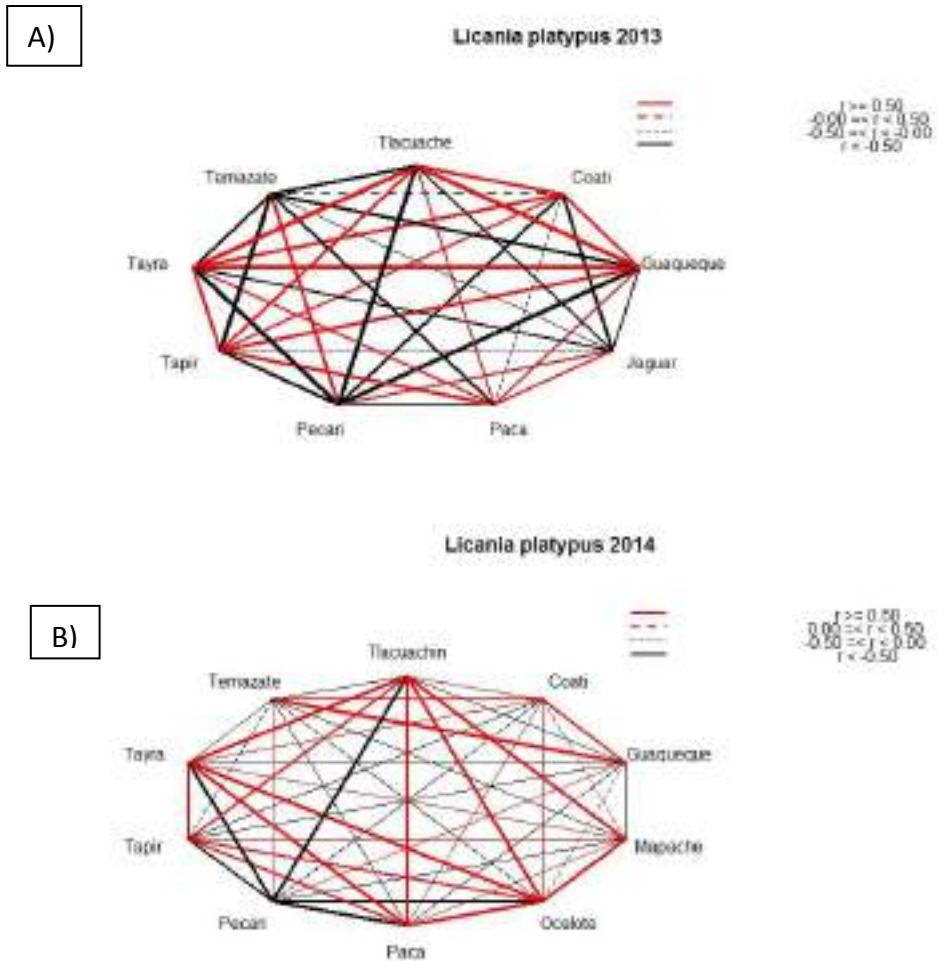 A)
Licania platypus 2013
r >= 0.50
-0.00 =< r < 0.50
-0.50 =< r < -0.00
r < -0.50
Tlacuache
Temazate
Coati
Tayra
Guaqueque
Tapir
Jaguar
Pecari
Paca
Licania platypus 2014
B)
r >= 0.50
0.00 =< r < 0.50
-0.50 =< r < 0.00
r < -0.50
Tlacuachin
Temazate
Coati
Tayra
Guaqueque
Tapir
Mapache
Pecari
Ocelote
Paca